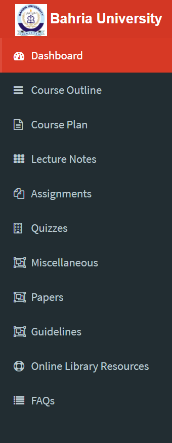 Bahria University
Dashboard
Course Outline
Course Plan
Lecture Notes
Assignments
Quizzes
Miscellaneous
Papers
Guidelines
Online Library Resources
FAQs